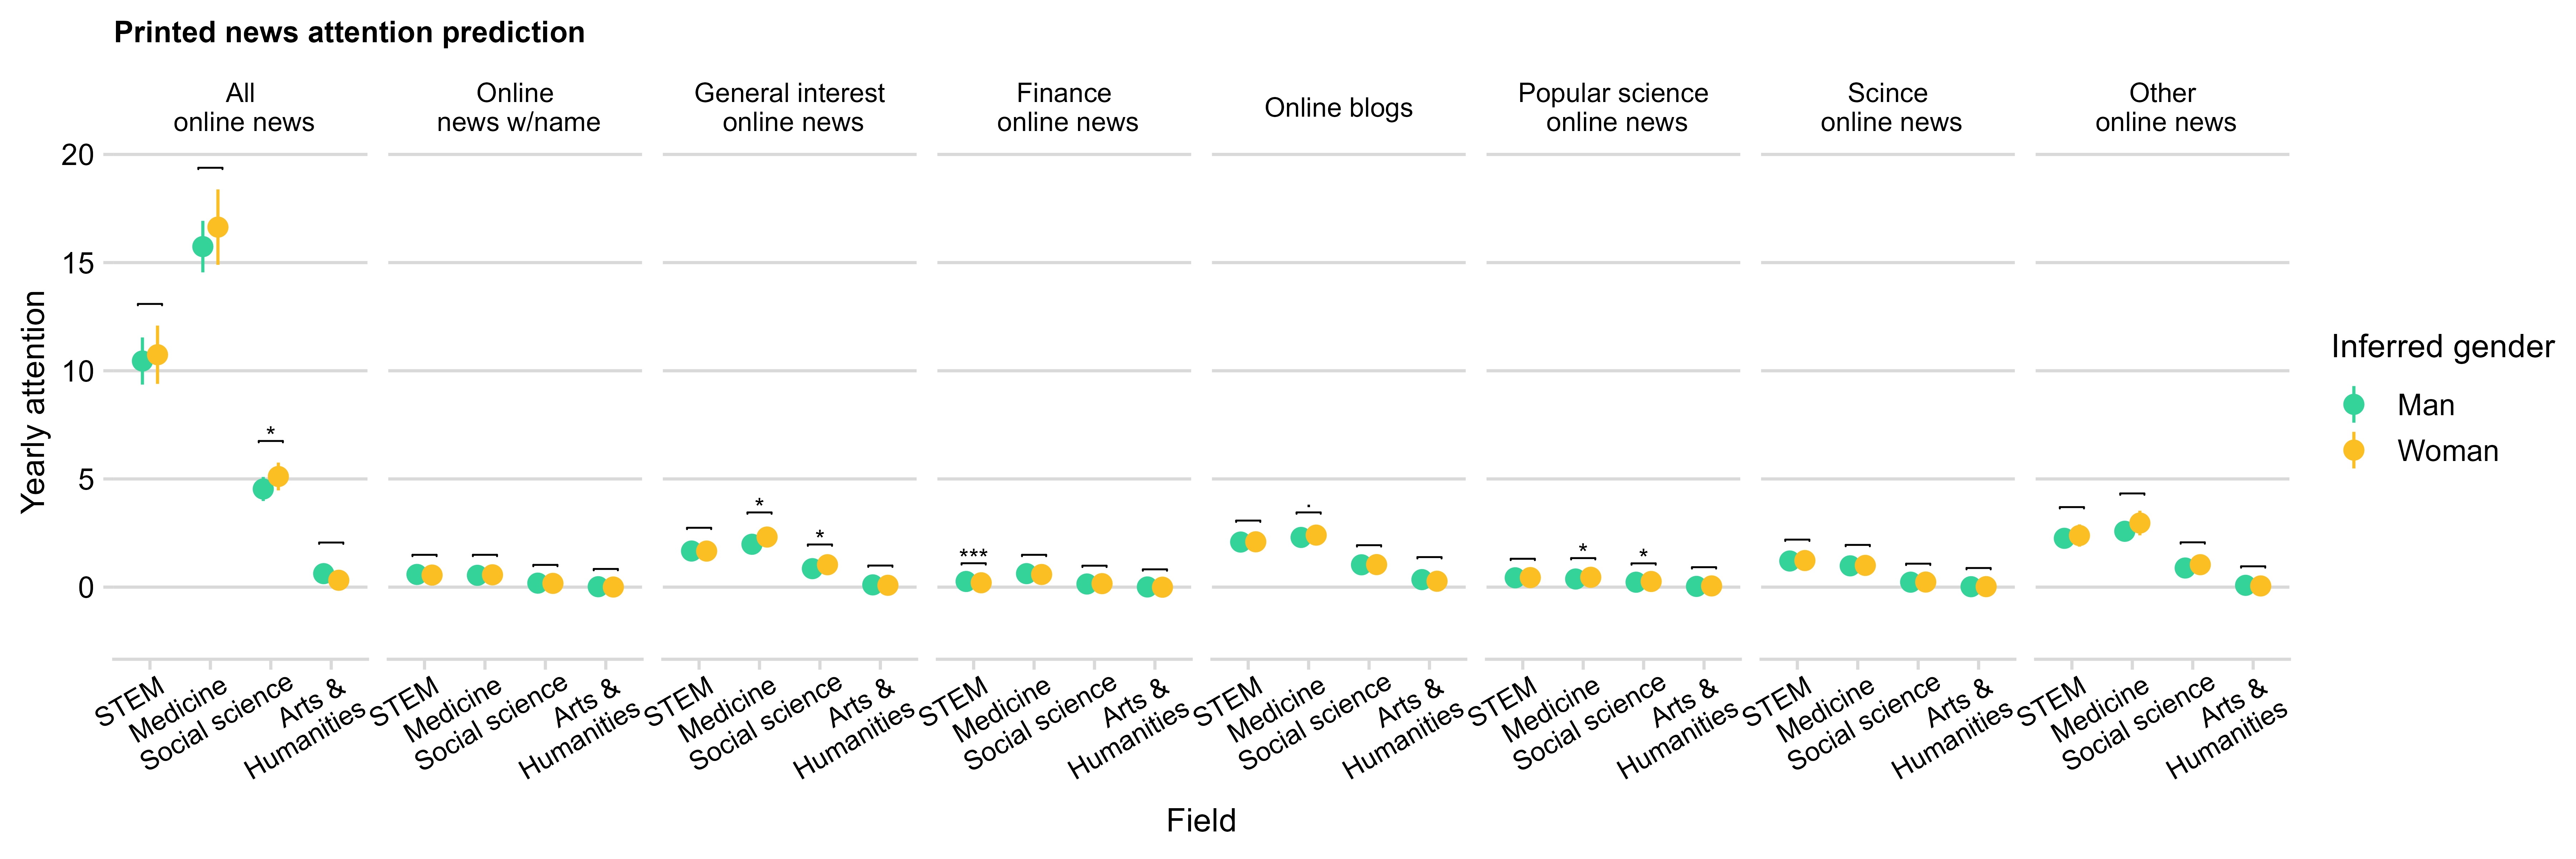 Printed news attention prediction
All
online news
Online
news w/name
General interest
online news
Finance
online news
Online blogs
Popular science
online news
Scince
online news
Other
online news
20
15
10
5
0
Yearly attention
*
*
*
***
.
*
*
STEM
Medicine
Social science
Arts &
Humanities
STEM
Medicine
Social science
Arts &
Humanities
STEM
Medicine
Social science
Arts &
Humanities
STEM
Medicine
Social science
Arts &
Humanities
STEM
Medicine
Social science
Arts &
Humanities
STEM
Medicine
Social science
Arts &
Humanities
STEM
Medicine
Social science
Arts &
Humanities
STEM
Medicine
Social science
Arts &
Humanities
Field
Inferred gender
Man
Woman